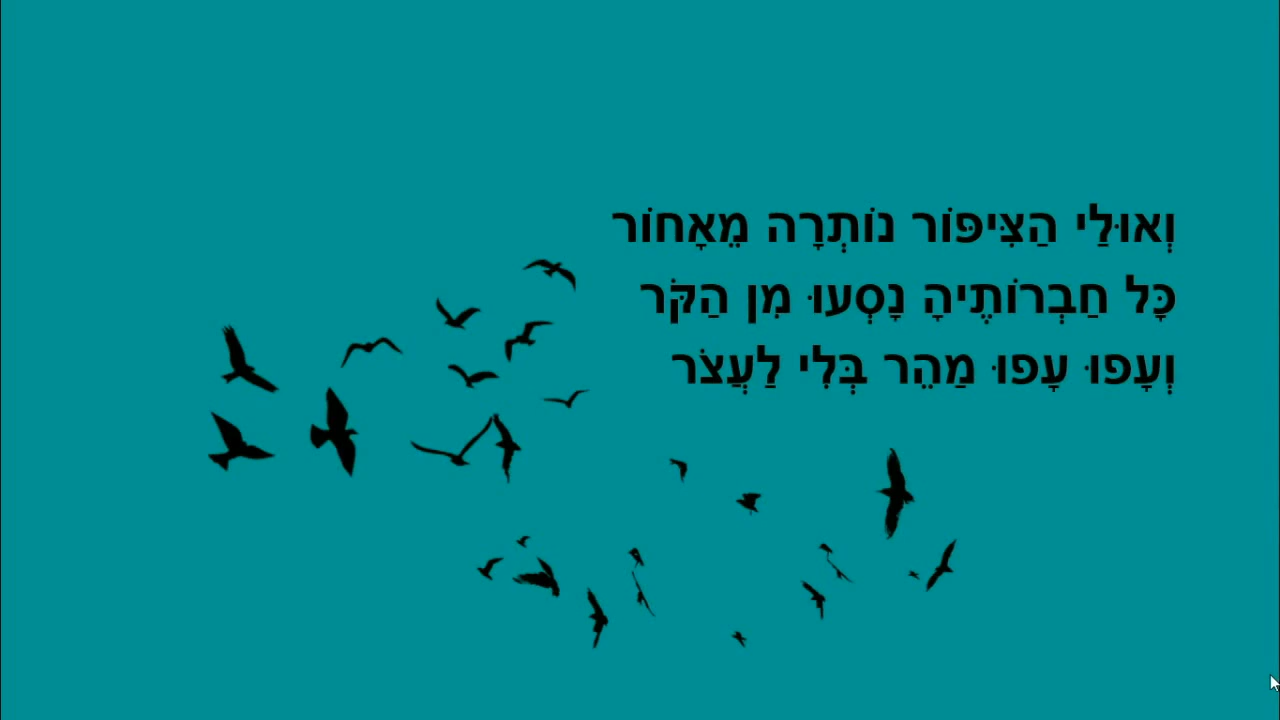 וְאוּלַי הַצִּיפּוֹר נוֹתְרָה מֵאָחוֹר
כָּל חַבְרוֹתֶיהָ נָסְעוּ מִן הַקֹּר
וְעָפוּ עָפוּ מַהֵר בְּלִי לַעֲצֹר